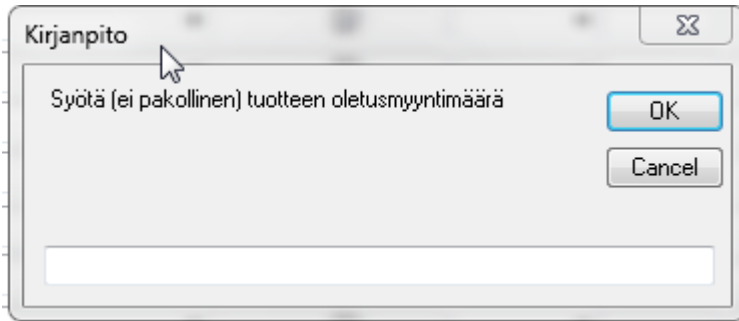 Kirjanpito
Syötä (ei pakollinen) tuotteen oletusmyyntimäärä
OK
Cancel